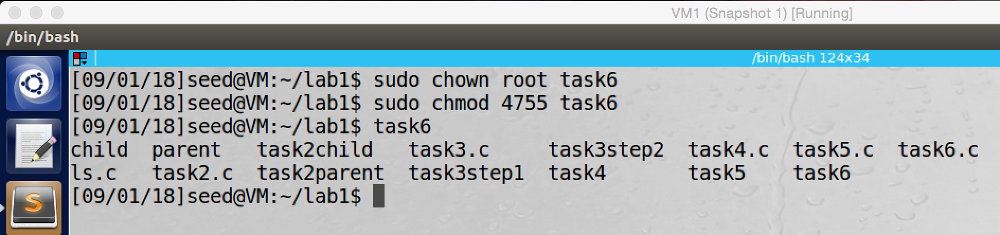 VM1 (Snapshot 1) [Running]
/bin/bash
/bin/bash 124x34
[09/01/18]seed@VM:~/lab1$ sudo chown root task6
[09/01/18]seed@VM:~/lab1$ sudo chmod 4755 task6
[09/01/18]seed@VM:~/lab1$ task6
child  parent   task2child   task3.c     task3step2  task4.c  task5.c  task6.c
ls.c   task2.c  task2parent  task3step1  task4       task5    task6
[09/01/18]seed@VM:~/lab1$